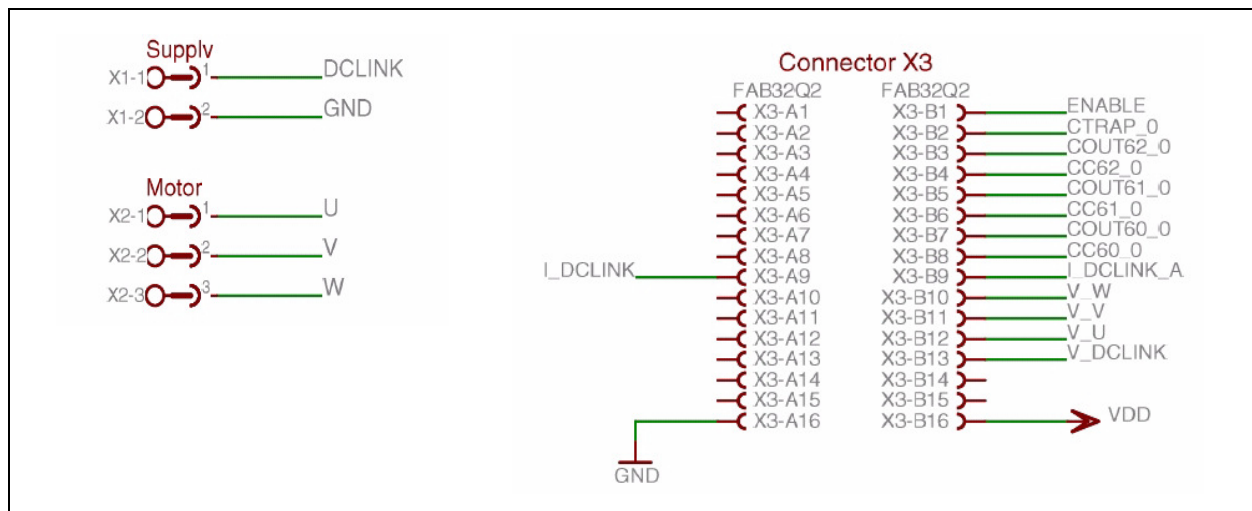 Supply
X1-1 1 DCLINK
X1-2 2 GND
Motor
X2-1 1 U
X2-2 2 V
X2-3 3 W
Connector X3
FAB32Q2 FAB32Q2
X3-A1 X3-B1 ENABLE
X3-A2 X3-B2 CTRAP_0
X3-A3 X3-B3 COUT62_0
X3-A4 X3-B4 CC62_0
X3-A5 X3-B5 COUT61_0
X3-A6 X3-B6 CC61_0
X3-A7 X3-B7 COUT60_0
X3-A8 X3-B8 CC60_0
I_DCLINK X3-A9 X3-B9 I_DCLINK_A
X3-A10 X3-B10 V_W
X3-A11 X3-B11 V_V
X3-A12 X3-B12 V_U
X3-A13 X3-B13 V_DCLINK
X3-A14 X3-B14
X3-A15 X3-B15
X3-A16 X3-B16 VDD
GND